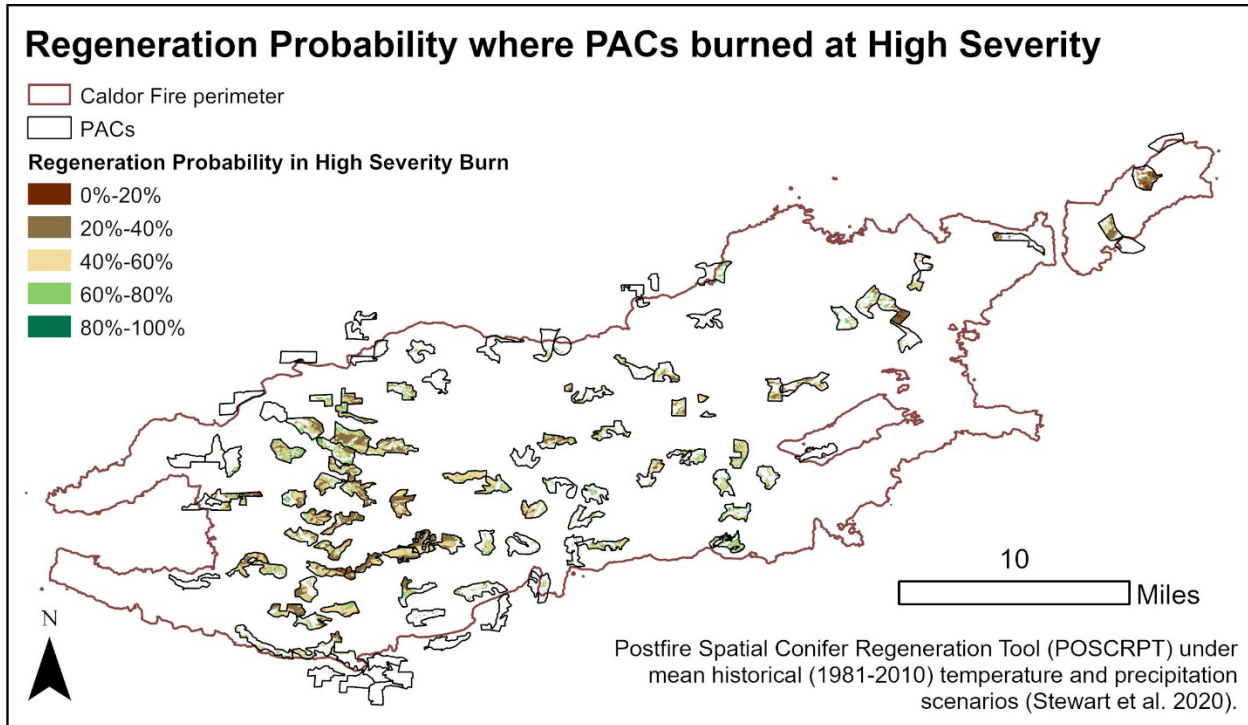 Regeneration Probability where PACs burned at High Severity
Caldor Fire perimeter
PACs
Regeneration Probability in High Severity Burn
0%-20%
20%-40%
40%-60%
60%-80%
80%-100%
10
Miles
N
Postfire Spatial Conifer Regeneration Tool (POSCRPT) under
mean historical (1981-2010) temperature and precipitation
scenarios (Stewart et al. 2020).